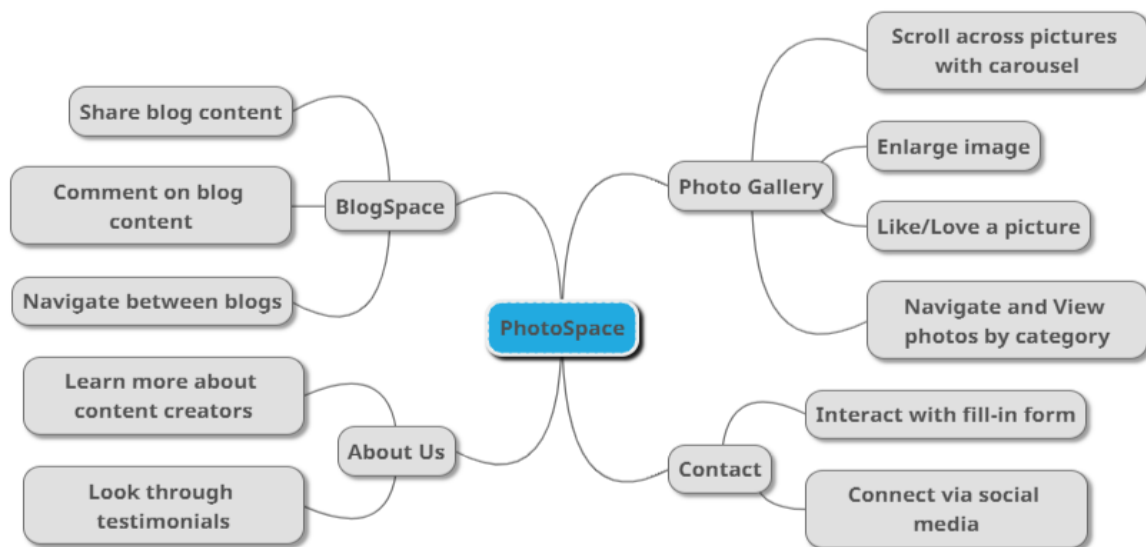 Share blog content
Comment on blog
content
Navigate between blogs
BlogSpace
Learn more about
content creators
Look through
testimonials
About Us
PhotoSpace
Photo Gallery
Scroll across pictures
with carousel
Enlarge image
Like/Love a picture
Navigate and View
photos by category
Contact
Interact with fill-in form
Connect via social
media